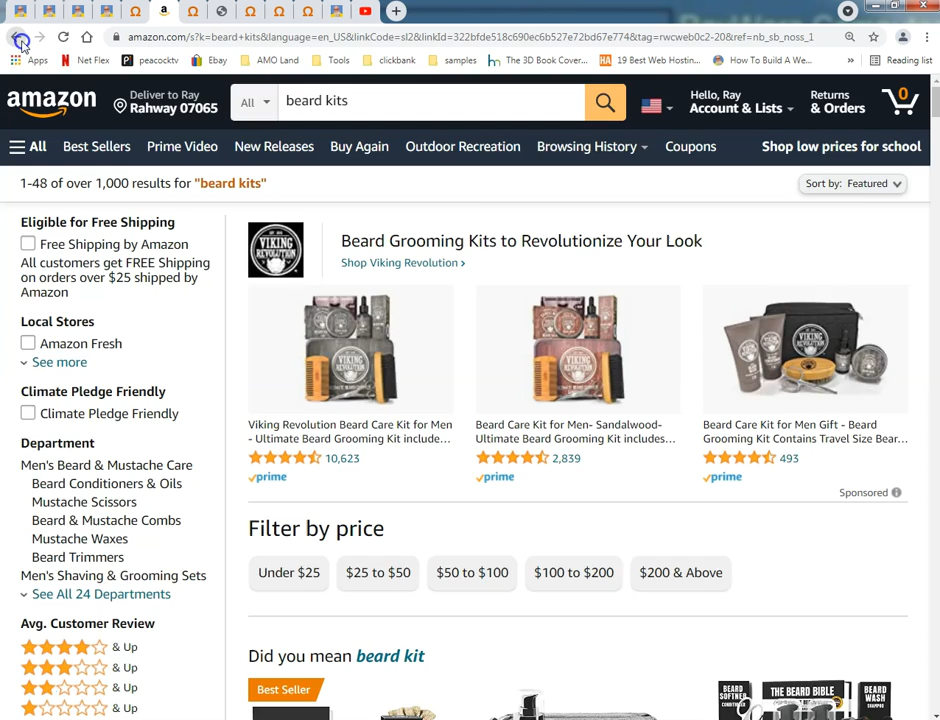 amazon.com/s?k=beard+kits&language=en_US&linkCode=sl2&linkId=322bfde518c690ec6b527e72bd67e774&tag=rwcweb0c2-20&ref=nb_sb_noss_1
Apps Net Flex peacocktv Ebay AMO Land Tools clickbank samples The 3D Book Cover... 19 Best Web Hostin... How To Build A We... » Reading list
amazon
Deliver to Ray
Rahway 07065
All
beard kits
Hello, Ray
Account & Lists
Returns
& Orders
0
All Best Sellers Prime Video New Releases Buy Again Outdoor Recreation Browsing History Coupons Shop low prices for school
1-48 of over 1,000 results for "beard kits"
Sort by: Featured
Eligible for Free Shipping
Free Shipping by Amazon
All customers get FREE Shipping
on orders over $25 shipped by
Amazon
Local Stores
Amazon Fresh
See more
Climate Pledge Friendly
Climate Pledge Friendly
Department
Men's Beard & Mustache Care
Beard Conditioners & Oils
Mustache Scissors
Beard & Mustache Combs
Mustache Waxes
Beard Trimmers
Men's Shaving & Grooming Sets
See All 24 Departments
Avg. Customer Review
& Up
& Up
& Up
& Up
VIKING
REVOLUTION
Beard Grooming Kits to Revolutionize Your Look
Shop Viking Revolution ›
Viking Revolution Beard Care Kit for Men
- Ultimate Beard Grooming Kit include...
10,623
prime
Beard Care Kit for Men- Sandalwood-
Ultimate Beard Grooming Kit includes...
2,839
prime
Beard Care Kit for Men Gift - Beard
Grooming Kit Contains Travel Size Bear...
493
prime
Sponsored
Filter by price
Under $25 $25 to $50 $50 to $100 $100 to $200 $200 & Above
Did you mean beard kit
Best Seller
BEARD
SOFTNER
CONDITIONER
THE BEARD BIBLE
BEARD
WASH
SHAMPOO